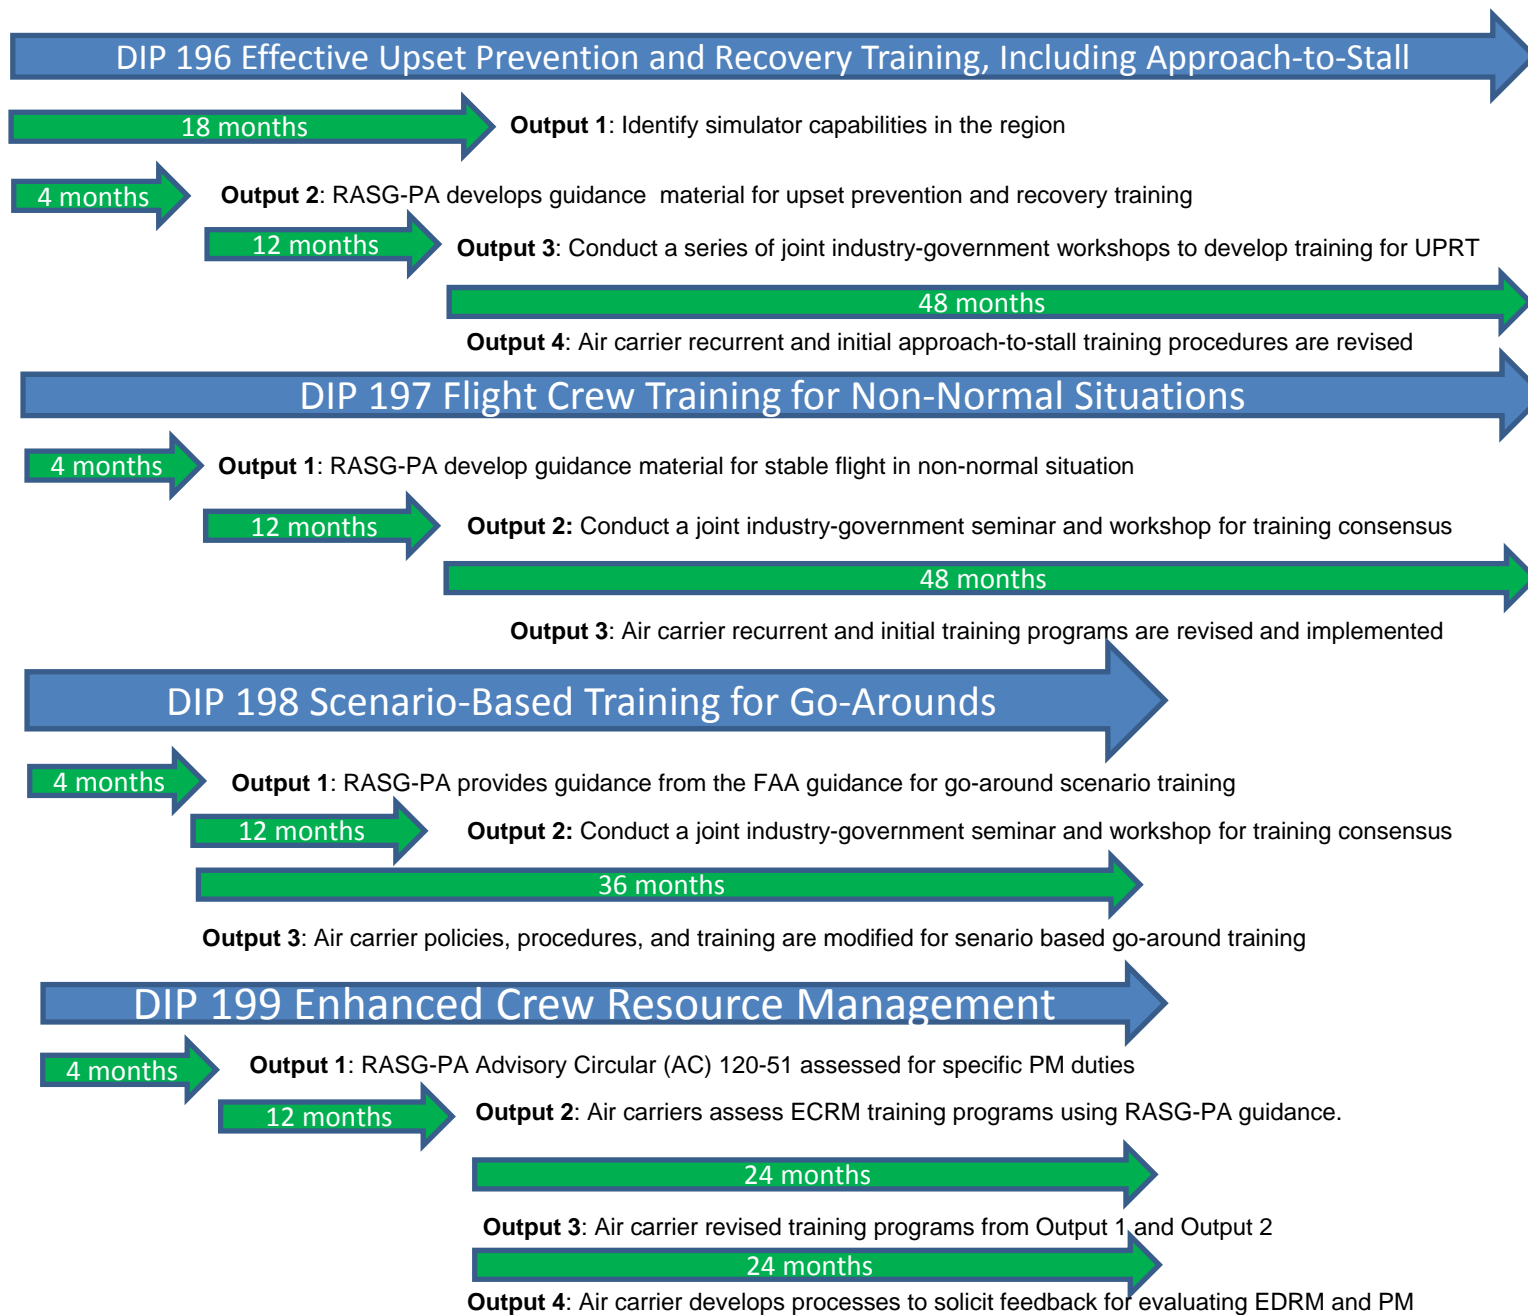 DIP 196 Effective Upset Prevention and Recovery Training, Including Approach-to-Stall
18 months
Output 1: Identify simulator capabilities in the region
4 months
Output 2: RASG-PA develops guidance material for upset prevention and recovery training
12 months
Output 3: Conduct a series of joint industry-government workshops to develop training for UPRT
48 months
Output 4: Air carrier recurrent and initial approach-to-stall training procedures are revised
DIP 197 Flight Crew Training for Non-Normal Situations
4 months
Output 1: RASG-PA develop guidance material for stable flight in non-normal situation
12 months
Output 2: Conduct a joint industry-government seminar and workshop for training consensus
48 months
Output 3: Air carrier recurrent and initial training programs are revised and implemented
DIP 198 Scenario-Based Training for Go-Arounds
4 months
Output 1: RASG-PA provides guidance from the FAA guidance for go-around scenario training
12 months
Output 2: Conduct a joint industry-government seminar and workshop for training consensus
36 months
Output 3: Air carrier policies, procedures, and training are modified for senario based go-around training
DIP 199 Enhanced Crew Resource Management
4 months
Output 1: RASG-PA Advisory Circular (AC) 120-51 assessed for specific PM duties
12 months
Output 2: Air carriers assess ECRM training programs using RASG-PA guidance.
24 months
Output 3: Air carrier revised training programs from Output 1 and Output 2
24 months
Output 4: Air carrier develops processes to solicit feedback for evaluating EDRM and PM